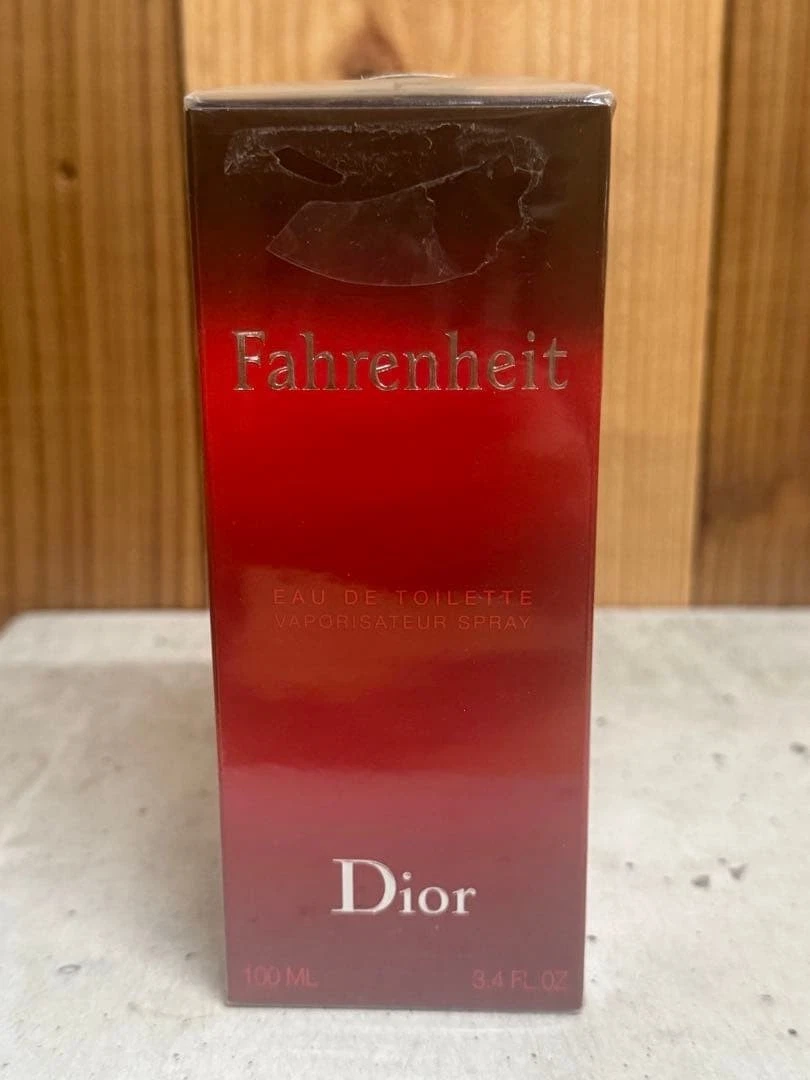 Fahrenheit
EAU DE TOILETTE
VAPORISATEUR SPRAY
Dior
100 ML
3.4 FL.OZ